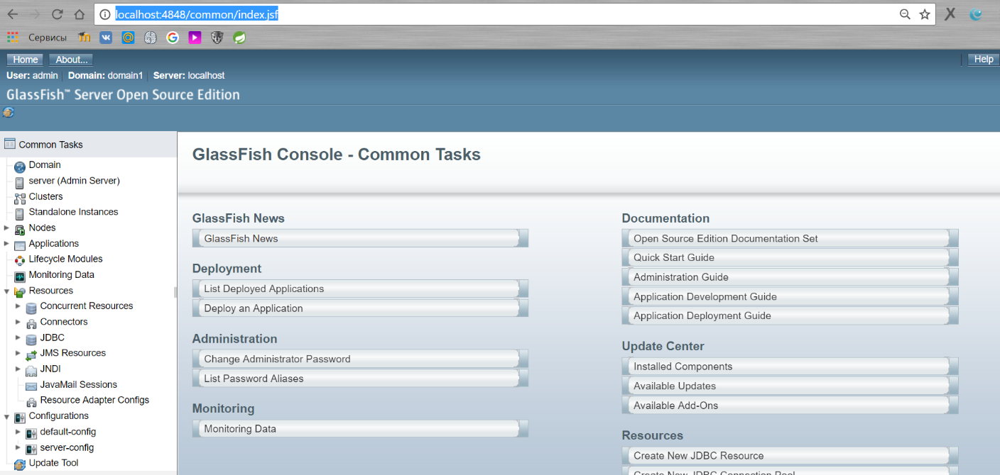 localhost:4848/common/index.jsf
Сервисы
Home About... Help
User: admin Domain: domain1 Server: localhost
GlassFish™ Server Open Source Edition
Common Tasks
Domain
server (Admin Server)
Clusters
Standalone Instances
Nodes
Applications
Lifecycle Modules
Monitoring Data
Resources
Concurrent Resources
Connectors
JDBC
JMS Resources
JNDI
JavaMail Sessions
Resource Adapter Configs
Configurations
default-config
server-config
Update Tool
GlassFish Console - Common Tasks
GlassFish News
GlassFish News
Deployment
List Deployed Applications
Deploy an Application
Administration
Change Administrator Password
List Password Aliases
Monitoring
Monitoring Data
Documentation
Open Source Edition Documentation Set
Quick Start Guide
Administration Guide
Application Development Guide
Application Deployment Guide
Update Center
Installed Components
Available Updates
Available Add-Ons
Resources
Create New JDBC Resource
Create New JDBC Connection Pool